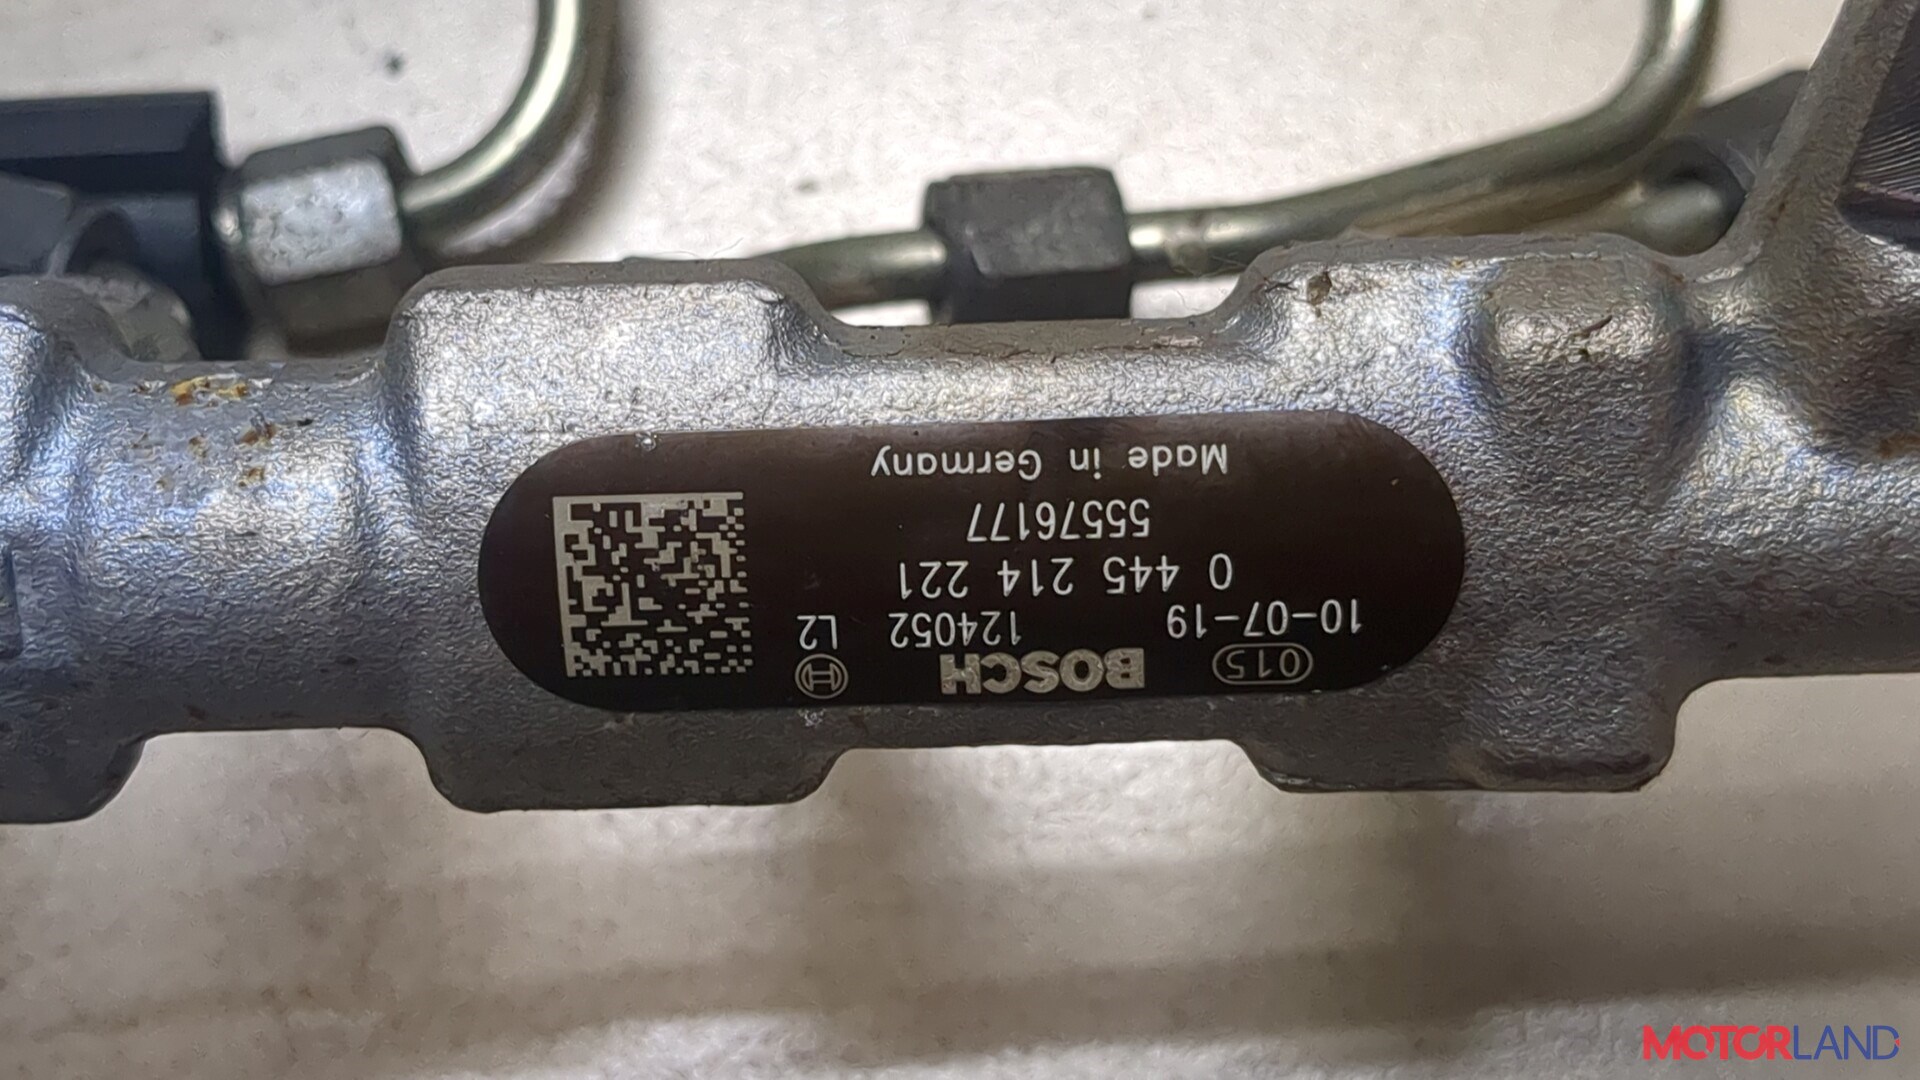 015 BOSCH
10-07-19 124052 L2
0 445 214 221
55576177
Made in Germany
MOTORLAND